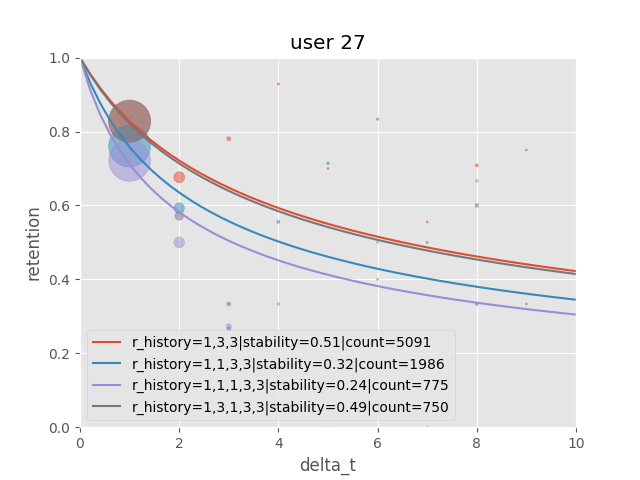 user 27
1.0
0.8
0.6
0.4
0.2
0.0
retention
r_history=1,3,3|stability=0.51|count=5091
r_history=1,1,3,3|stability=0.32|count=1986
r_history=1,1,1,3,3|stability=0.24|count=775
r_history=1,3,1,3,3|stability=0.49|count=750
0 2 4 6 8 10
delta_t